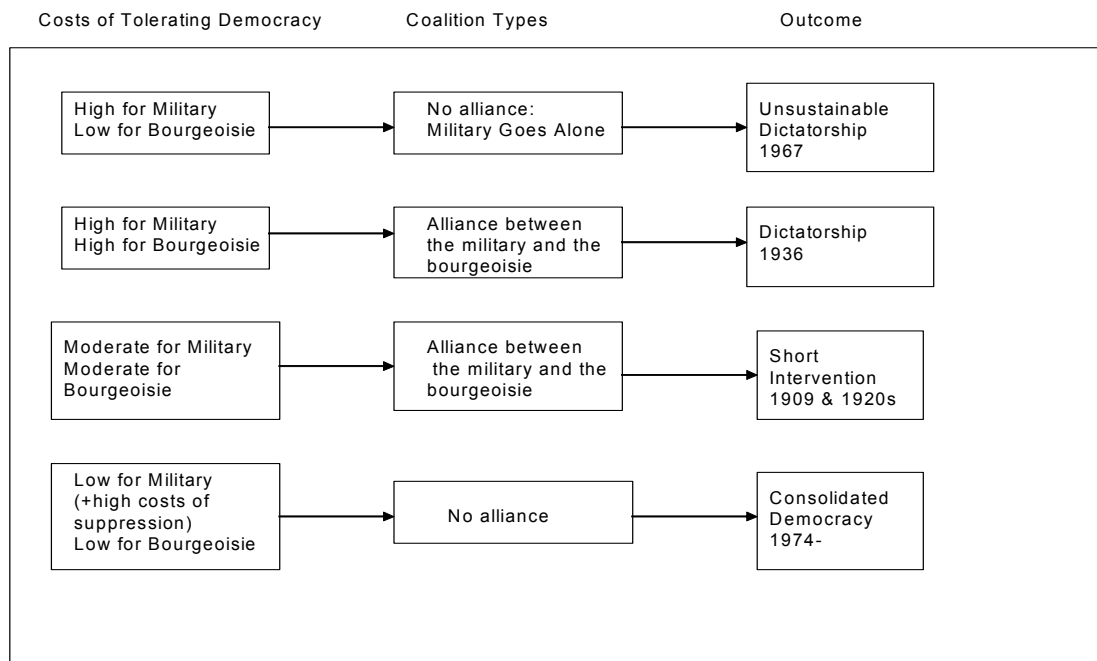 Costs of Tolerating Democracy
Coalition Types
Outcome
High for Military
Low for Bourgeoisie
No alliance:
Military Goes Alone
Unsustainable
Dictatorship
1967
High for Military
High for Bourgeoisie
Alliance between
the military and the
bourgeoisie
Dictatorship
1936
Moderate for Military
Moderate for
Bourgeoisie
Alliance between
the military and the
bourgeoisie
Short
Intervention
1909 & 1920s
Low for Military
(+high costs of
suppression)
Low for Bourgeoisie
No alliance
Consolidated
Democracy
1974-